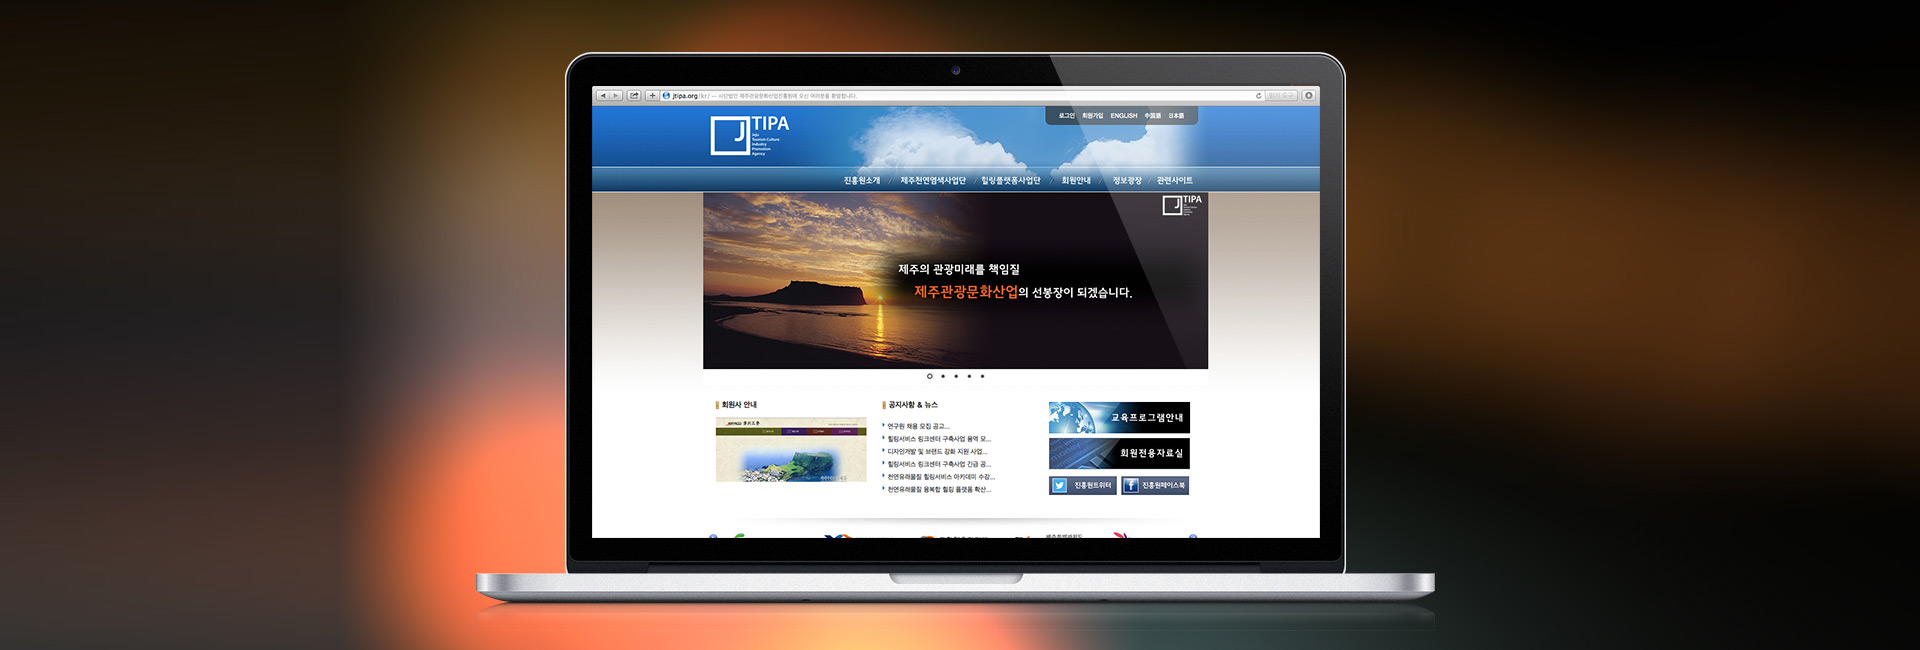 jtipa.org/kr/ — 사단법인 제주관광문화산업진흥원에 오신 여러분을 환영합니다.
로그인 회원가입 ENGLISH 中国語 日本語
JTIPA
Jeju
Tourism Culture
Industry
Promotion
Agency
진흥원소개 / 제주천연염색사업단 / 힐링플랫폼사업단 / 회원안내 / 정보광장 / 관련사이트
JTIPA
제주의 관광미래를 책임질
제주관광문화산업의 선봉장이 되겠습니다.
회원사 안내
공지사항 & 뉴스
연구원 채용 모집 공고...
힐링서비스 링크센터 구축사업 용역 모...
디자인개발 및 브랜드 강화 지원 사업...
힐링서비스 링크센터 구축사업 긴급 공...
천연유래물질 힐링서비스 아카데미 수강...
천연유래물질 융복합 힐링 플랫폼 확산...
교육프로그램안내
회원전용자료실
진흥원트위터
진흥원페이스북